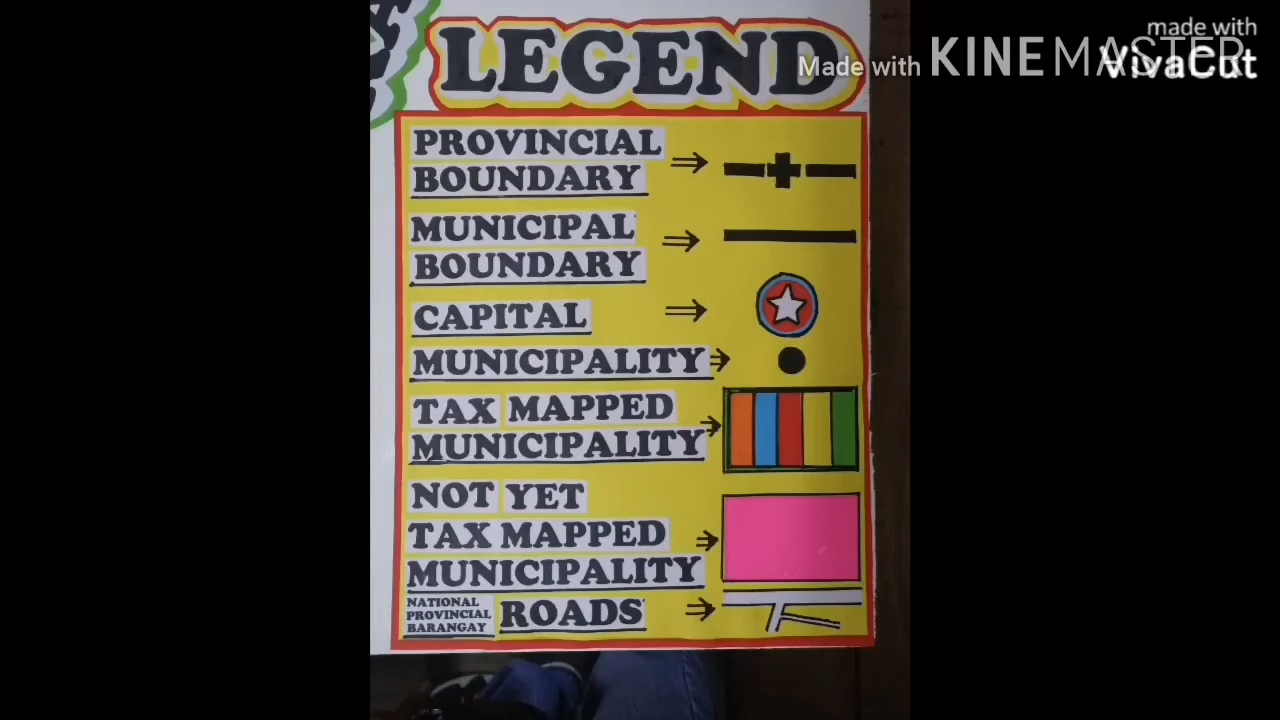 LEGEND
made with
VivaCut
Made with KINEMASTER
PROVINCIAL
BOUNDARY
MUNICIPAL
BOUNDARY
CAPITAL
MUNICIPALITY
TAX MAPPED
MUNICIPALITY
NOT YET
TAX MAPPED
MUNICIPALITY
NATIONAL
PROVINCIAL
BARANGAY
ROADS